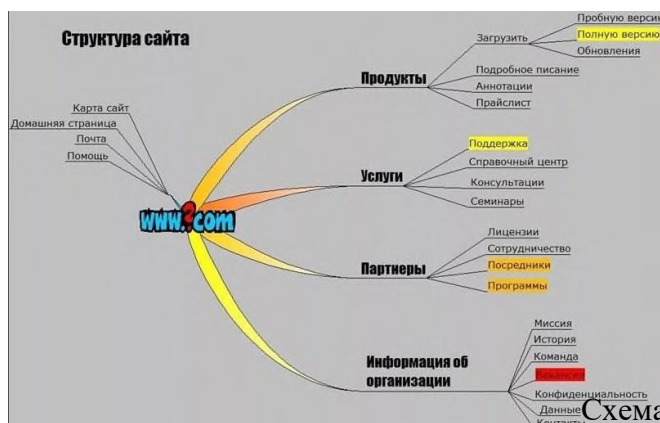 Структура сайта
Карта сайт
Домашняя страница
Почта
Помощь
www.?.com
Продукты
Загрузить
Пробную верси
Полную версию
Обновления
Подробное писание
Аннотации
Прайслист
Услуги
Поддержка
Справочный центр
Консультации
Семинары
Партнеры
Лицензии
Сотрудничество
Посредники
Программы
Информация об
организации
Миссия
История
Команда
Вакансии
Конфиденциальность
Данные
Контакты
Схема